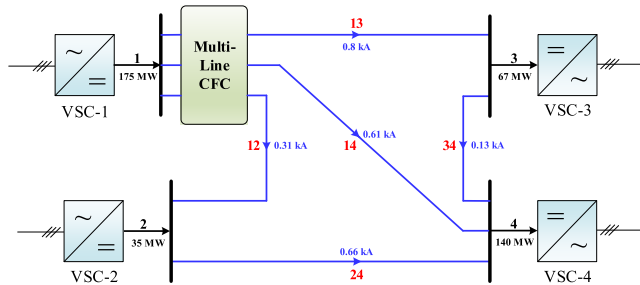 13
0.8 kA
Multi-
Line
CFC
1
175 MW
VSC-1
3
67 MW
VSC-3
12
0.31 kA
14
0.61 kA
34
0.13 kA
2
35 MW
VSC-2
0.66 kA
24
4
140 MW
VSC-4